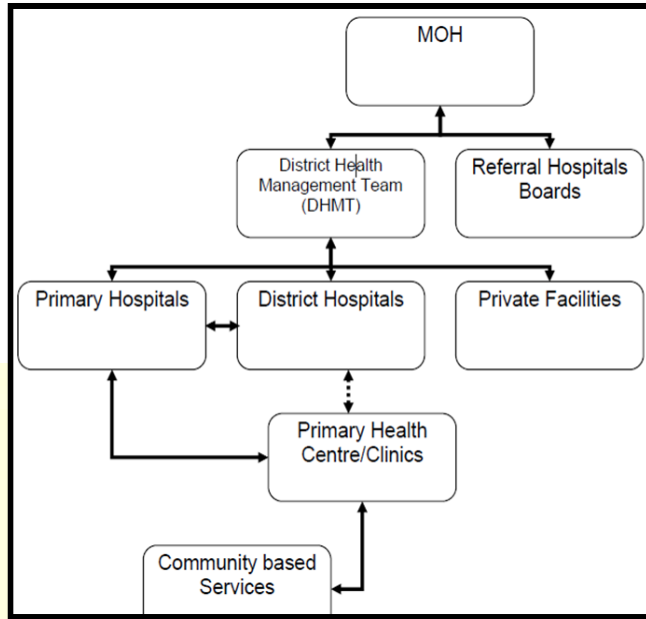 MOH
District Health
Management Team
(DHMT)
Referral Hospitals
Boards
Primary Hospitals
District Hospitals
Private Facilities
Primary Health
Centre/Clinics
Community based
Services